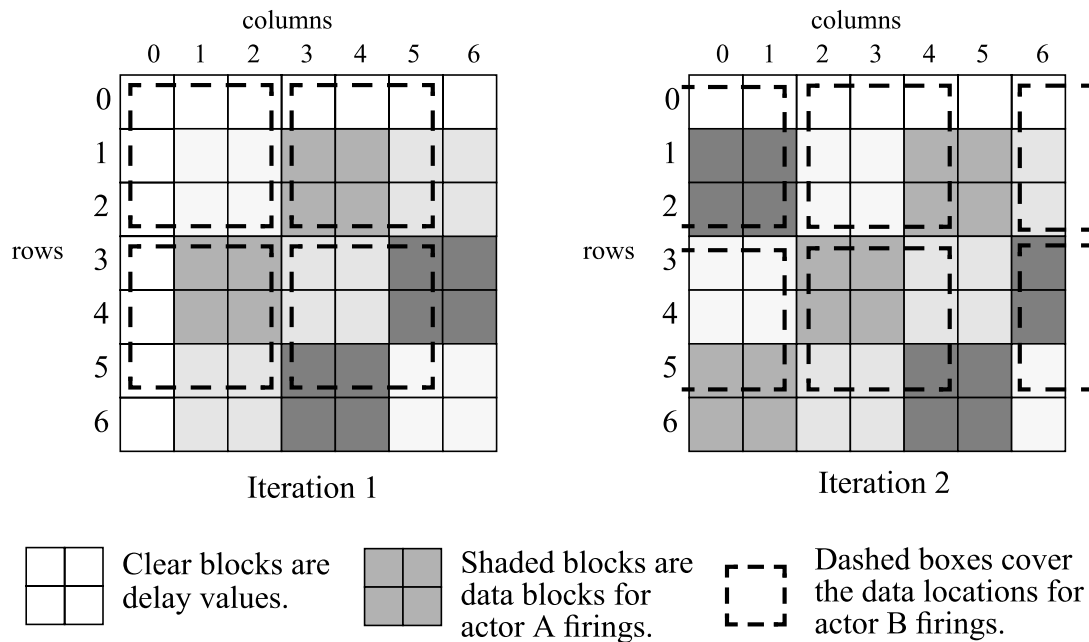 columns
columns
0 1 2 3 4 5 6
0 1 2 3 4 5 6
0
1
2
rows 3
4
5
6
0
1
2
rows 3
4
5
6
Iteration 1
Iteration 2
Clear blocks are
delay values.
Shaded blocks are
data blocks for
actor A firings.
Dashed boxes cover
the data locations for
actor B firings.